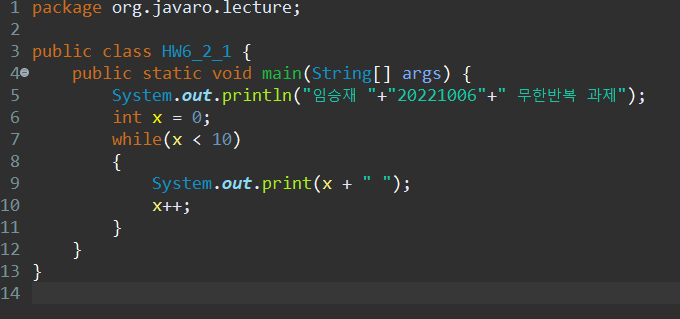 1 package org.javaro.lecture;
2
3 public class HW6_2_1 {
4 public static void main(String[] args) {
5 System.out.println("임승재 "+"20221006"+" 무한반복 과제");
6 int x = 0;
7 while(x < 10)
8 {
9 System.out.print(x + " ");
10 x++;
11 }
12 }
13 }
14